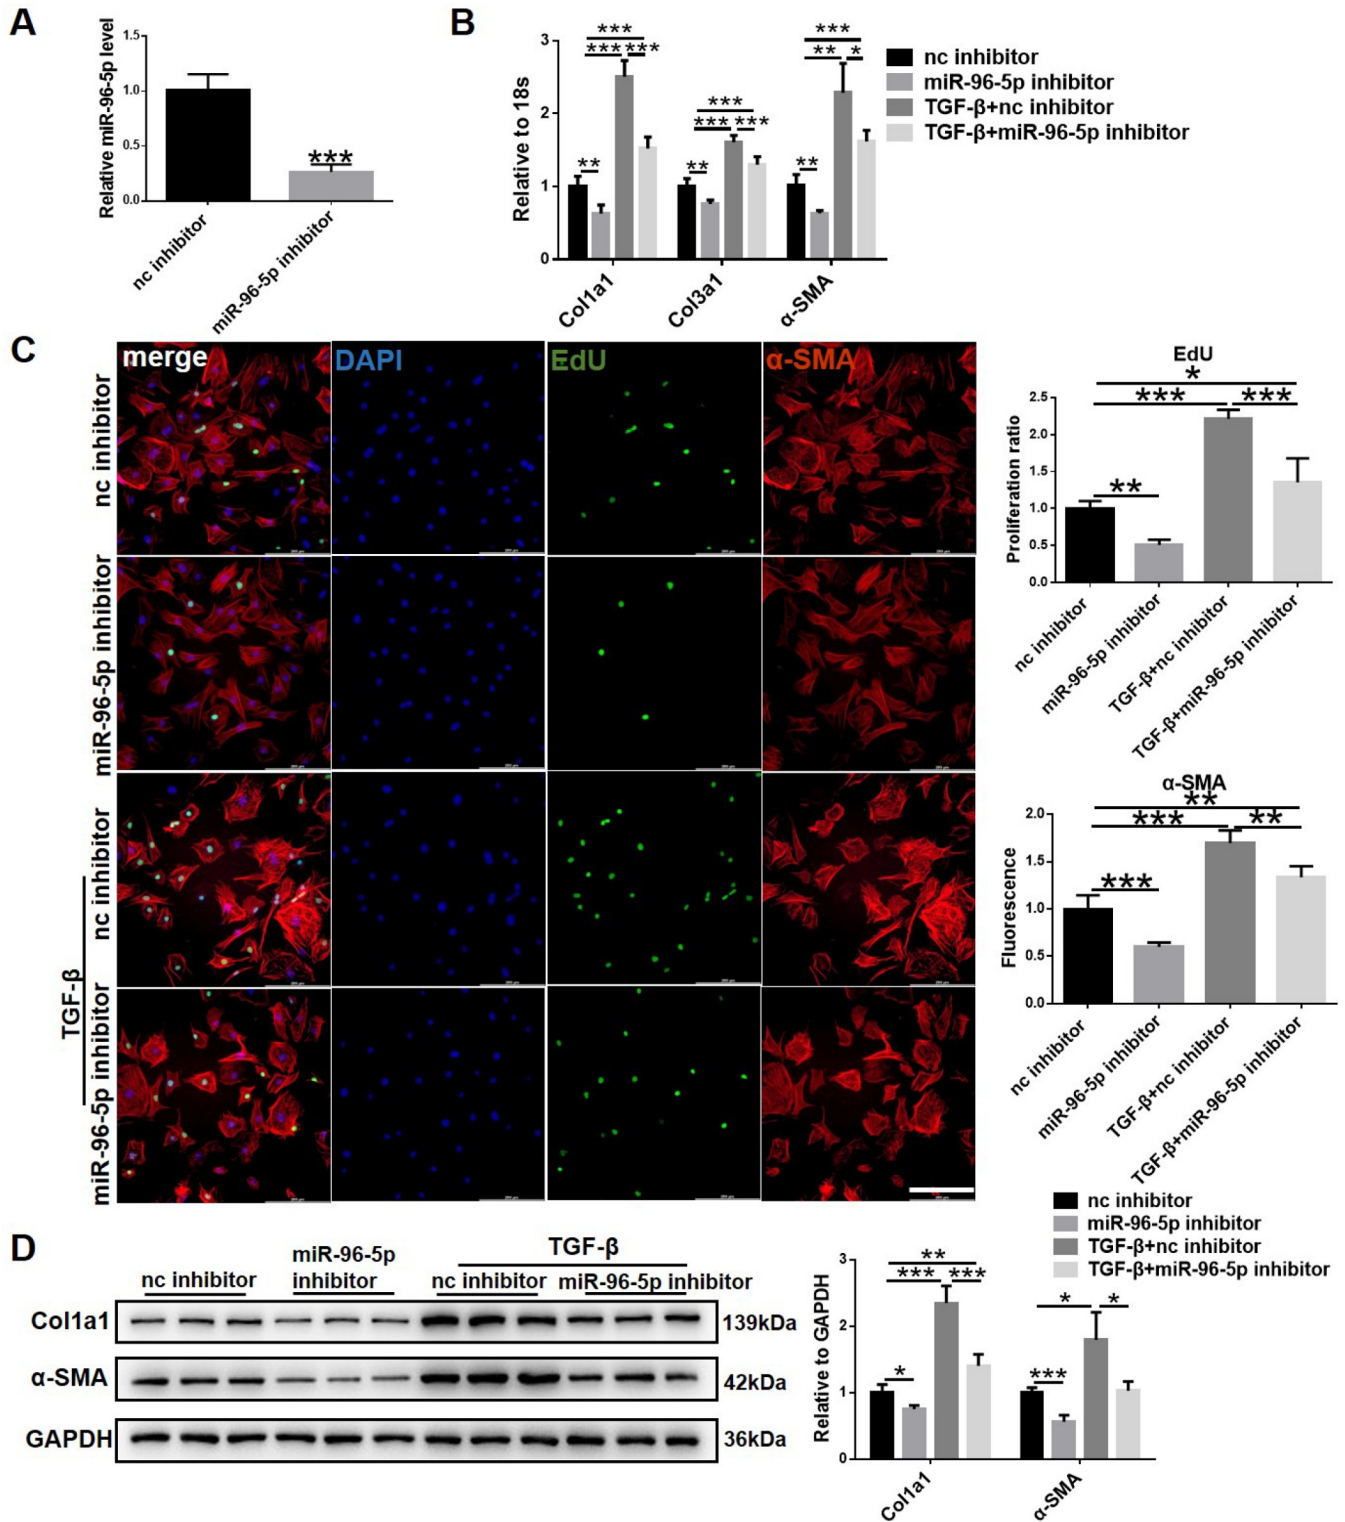 A
Relative miR-96-5p level
1.5
1.0
0.5
0.0
***
nc inhibitor
miR-96-5p inhibitor
B
Relative to 18s
3
2
1
0
***
*** ***
**
***
*** ***
**
***
** *
**
Col1a1
Col3a1
α-SMA
nc inhibitor
miR-96-5p inhibitor
TGF-β+nc inhibitor
TGF-β+miR-96-5p inhibitor
C
merge
DAPI
EdU
α-SMA
nc inhibitor
miR-96-5p inhibitor
TGF-β
nc inhibitor
miR-96-5p inhibitor
EdU
Proliferation ratio
2.5
2.0
1.5
1.0
0.5
0.0
*
*** ***
**
nc inhibitor
miR-96-5p inhibitor
TGF-β+nc inhibitor
TGF-β+miR-96-5p inhibitor
α-SMA
Fluorescence
2.0
1.5
1.0
0.5
0.0
**
*** **
***
nc inhibitor
miR-96-5p inhibitor
TGF-β+nc inhibitor
TGF-β+miR-96-5p inhibitor
D
nc inhibitor
miR-96-5p
inhibitor
TGF-β
nc inhibitor
miR-96-5p inhibitor
Col1a1
139kDa
α-SMA
42kDa
GAPDH
36kDa
nc inhibitor
miR-96-5p inhibitor
TGF-β+nc inhibitor
TGF-β+miR-96-5p inhibitor
Relative to GAPDH
3
2
1
0
**
*** ***
*
* *
***
Col1a1
α-SMA